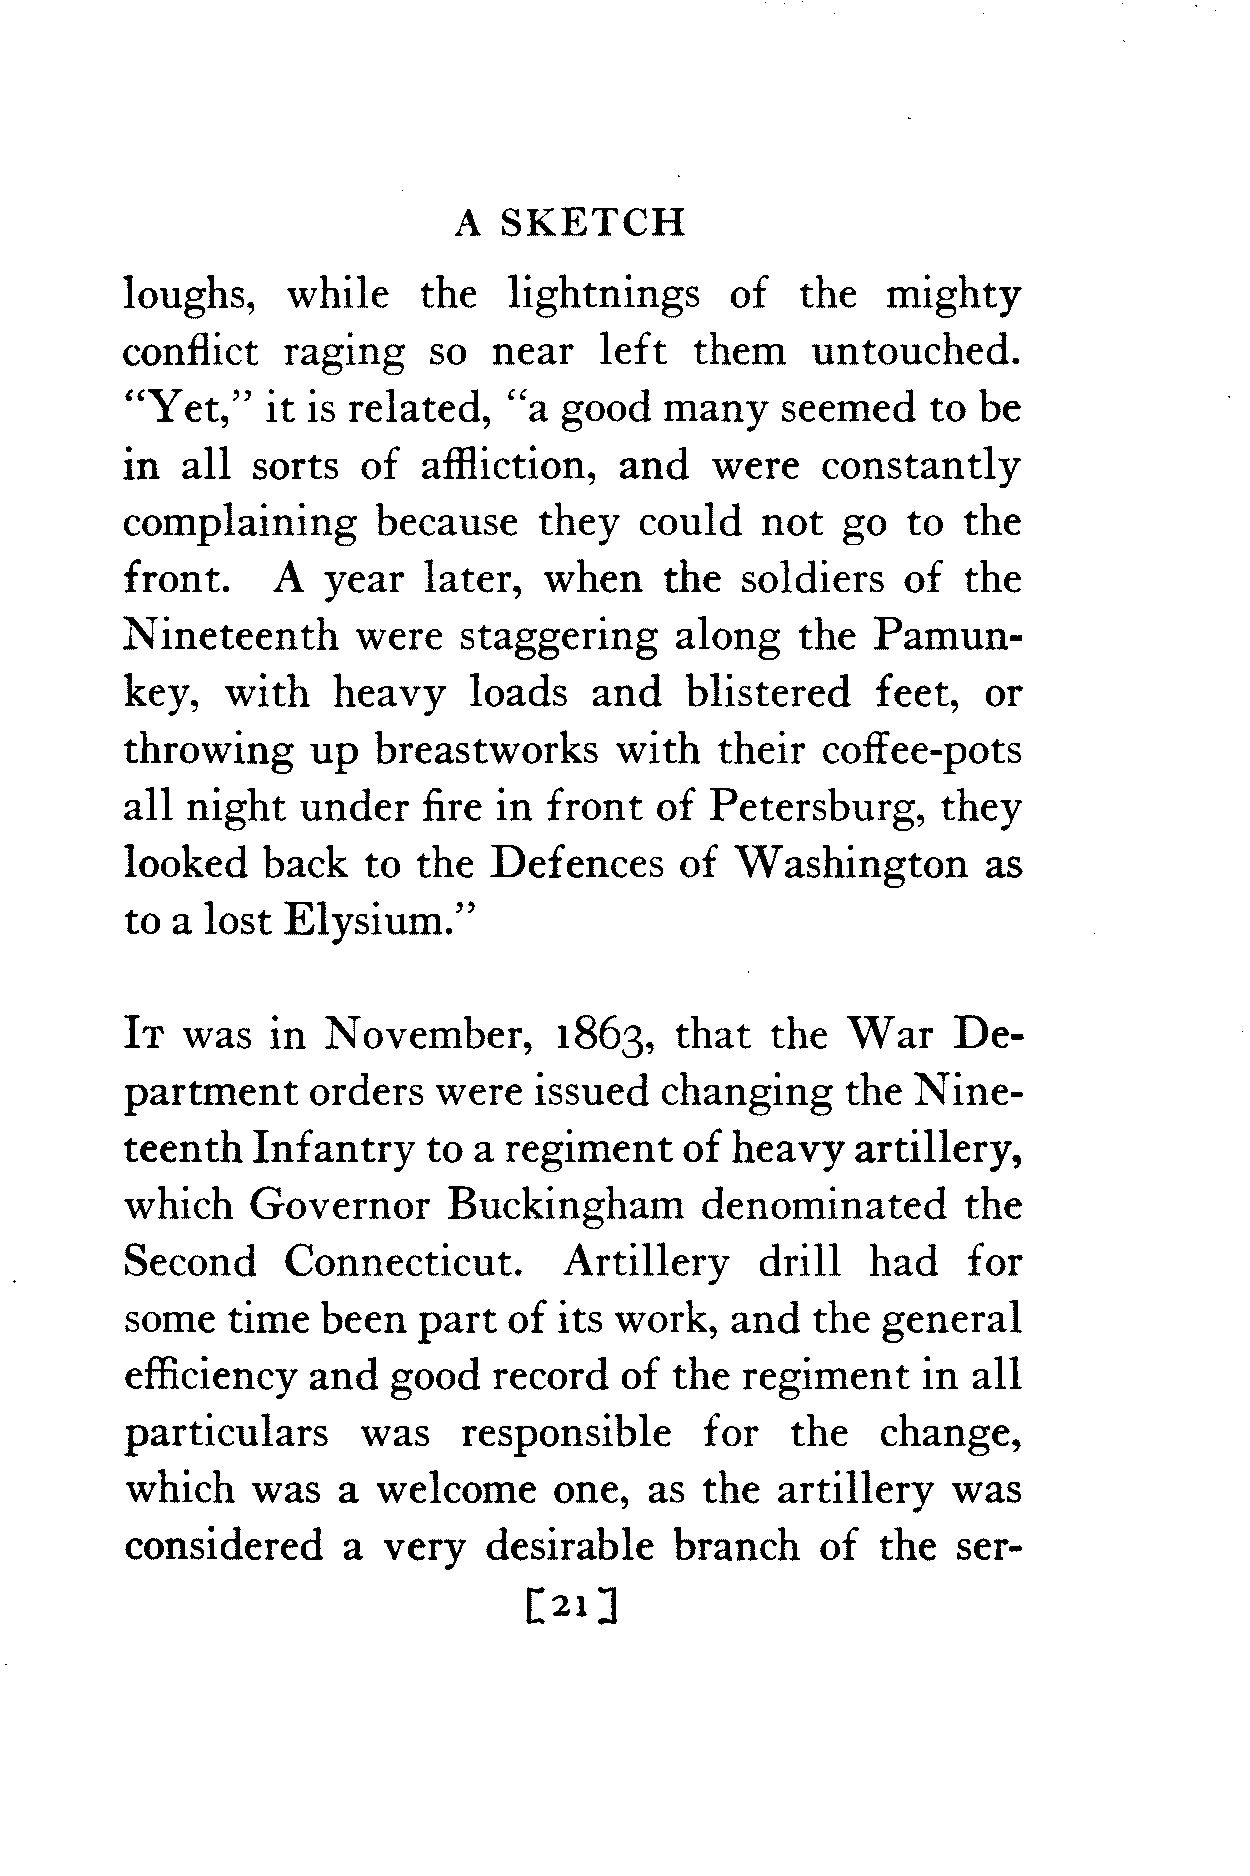 A SKETCH
loughs, while the lightnings of the mighty
conflict raging so near left them untouched.
“Yet,” it is related, “a good many seemed to be
in all sorts of affliction, and were constantly
complaining because they could not go to the
front. A year later, when the soldiers of the
Nineteenth were staggering along the Pamun-
key, with heavy loads and blistered feet, or
throwing up breastworks with their coffee-pots
all night under fire in front of Petersburg, they
looked back to the Defences of Washington as
to a lost Elysium.”
IT was in November, 1863, that the War De-
partment orders were issued changing the Nine-
teenth Infantry to a regiment of heavy artillery,
which Governor Buckingham denominated the
Second Connecticut. Artillery drill had for
some time been part of its work, and the general
efficiency and good record of the regiment in all
particulars was responsible for the change,
which was a welcome one, as the artillery was
considered a very desirable branch of the ser-
[21]